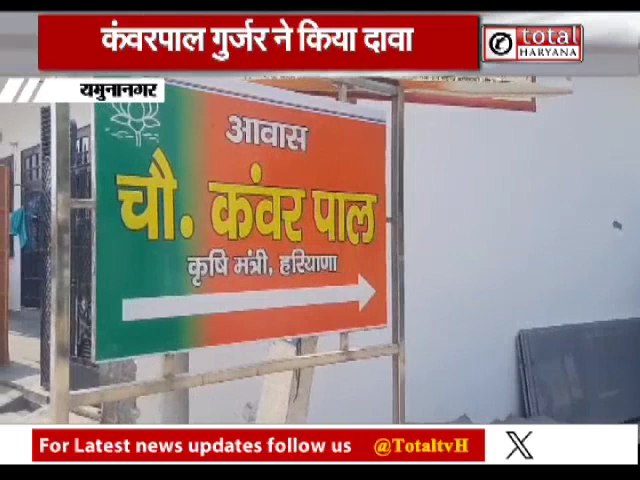 कंवरपाल गुर्जर ने किया दावा
total
HARYANA
यमुनानगर
आवास
चौ. कंवर पाल
कृषि मंत्री, हरियाणा
For Latest news updates follow us @TotaltvH X